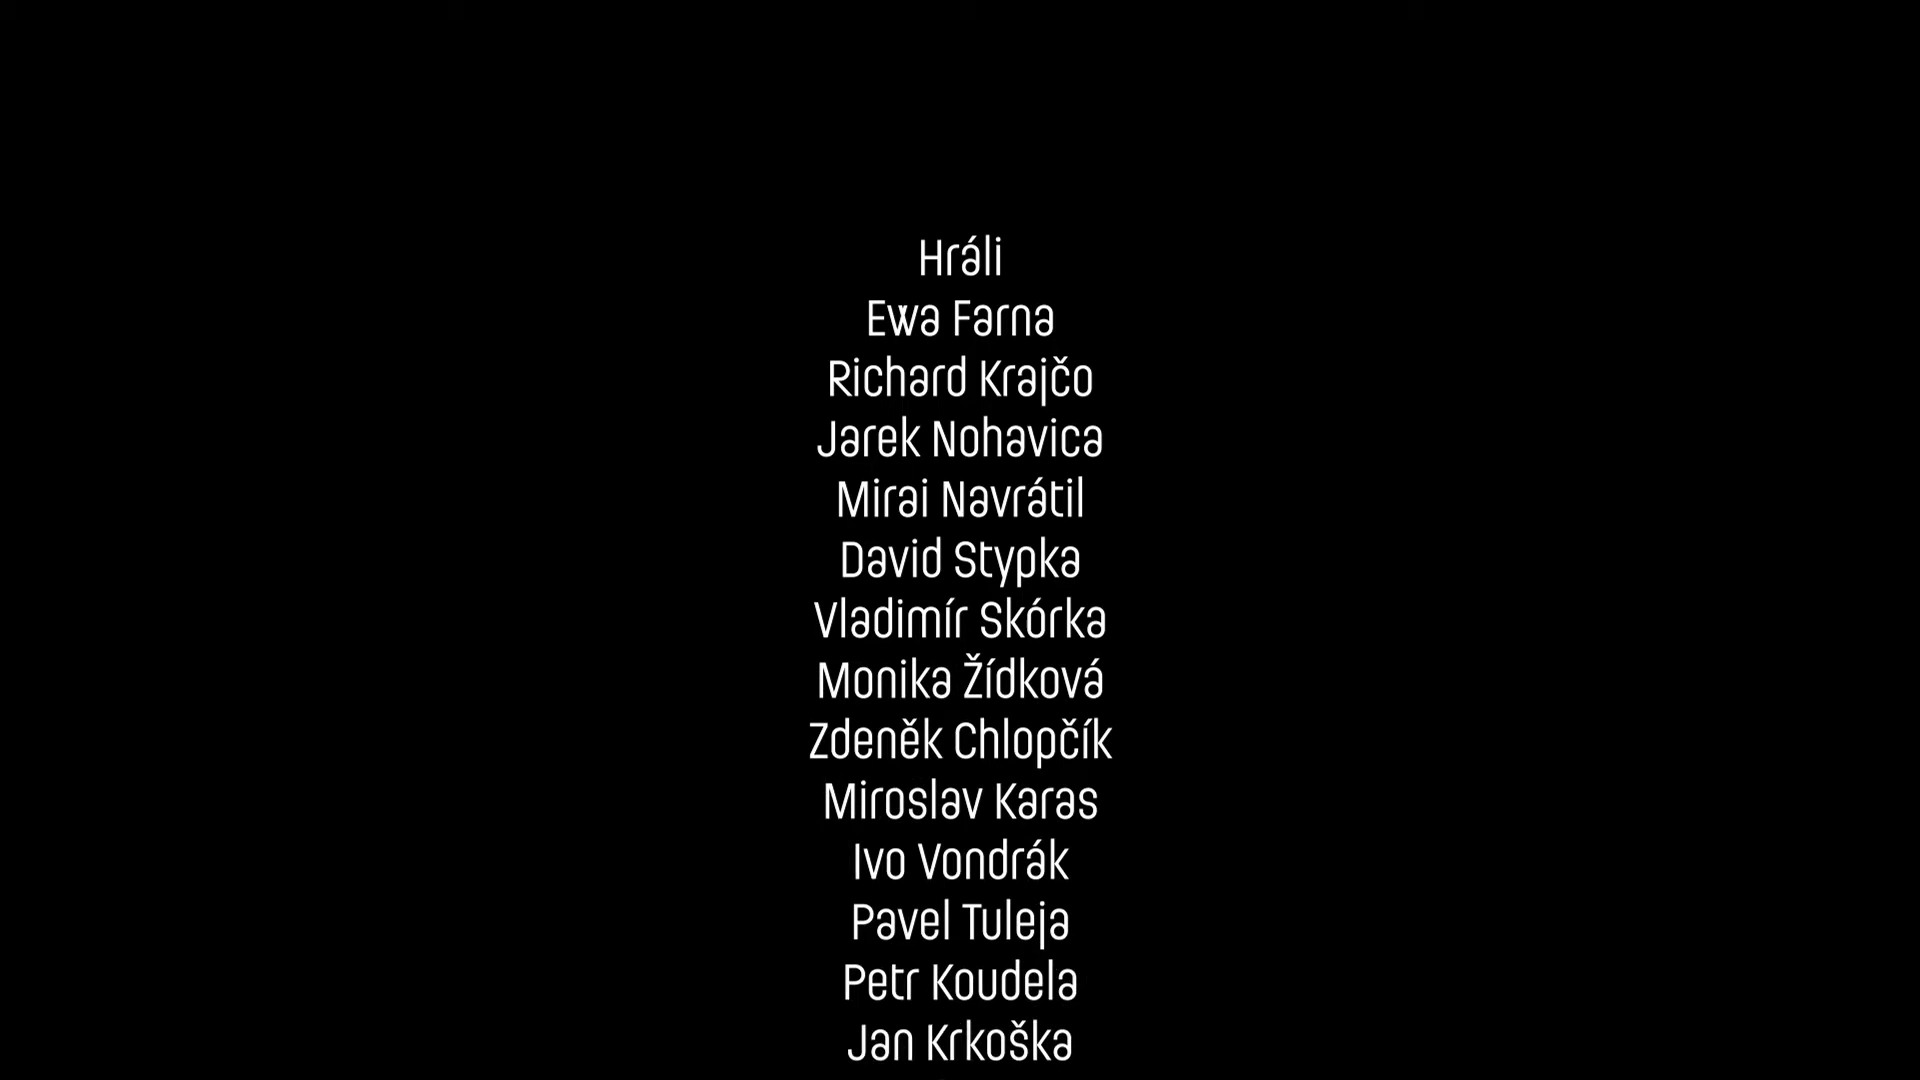 Hráli
Ewa Farna
Richard Krajčo
Jarek Nohavica
Mirai Navrátil
David Stypka
Vladimír Skórka
Monika Žídková
Zdeněk Chlopčík
Miroslav Karas
Ivo Vondrák
Pavel Tuleja
Petr Koudela
Jan Krkoška